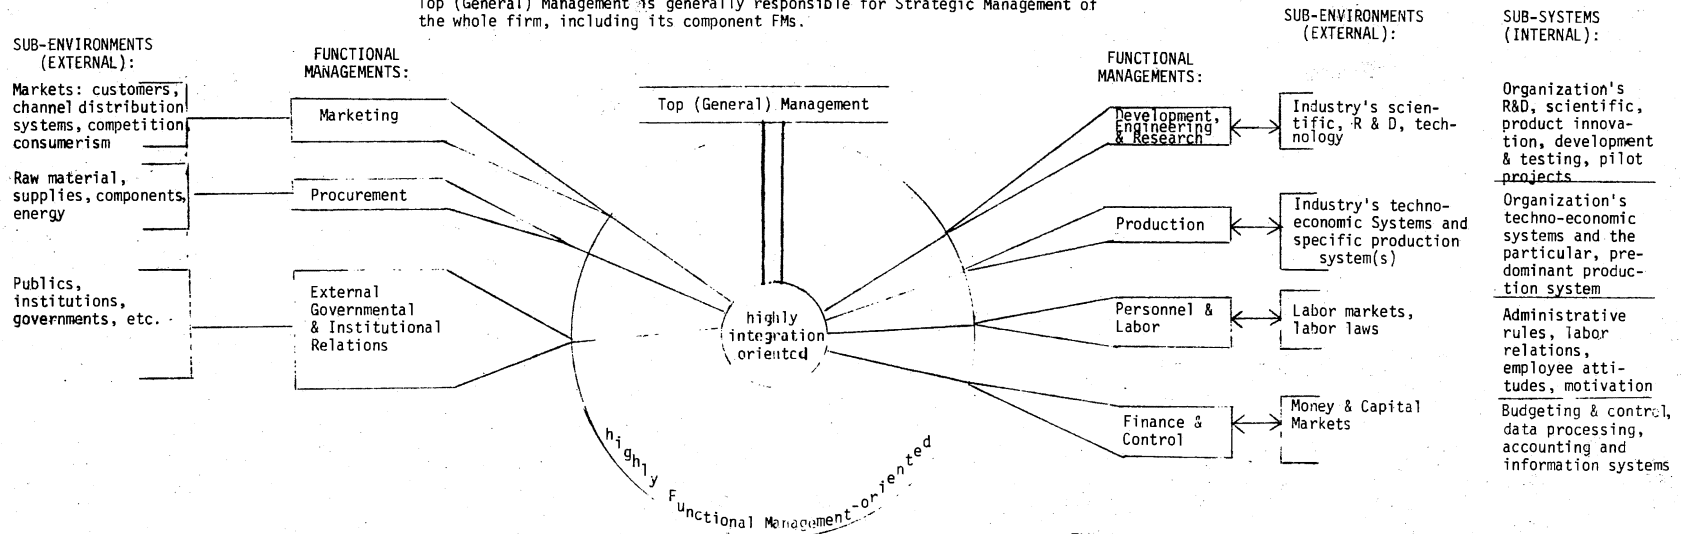 Top (General) Management is generally responsible for Strategic Management of
the whole firm, including its component FMs.
SUB-ENVIRONMENTS
(EXTERNAL):
Markets: customers,
channel distribution
systems, competition
consumerism
Raw material,
supplies, components,
energy
Publics,
institutions,
governments, etc.
FUNCTIONAL
MANAGEMENTS:
Marketing
Procurement
External
Governmental
& Institutional
Relations
Top (General) Management
highly
integration
oriented
highly Functional Management-oriented
FUNCTIONAL
MANAGEMENTS:
Development,
Engineering
& Research
Production
Personnel &
Labor
Finance &
Control
SUB-ENVIRONMENTS
(EXTERNAL):
Industry's scien-
tific, R & D, tech-
nology
Industry's techno-
economic Systems and
specific production
system(s)
Labor markets,
labor laws
Money & Capital
Markets
SUB-SYSTEMS
(INTERNAL):
Organization's
R&D, scientific,
product innova-
tion, development
& testing, pilot
projects
Organization's
techno-economic
systems and the
particular, pre-
dominant produc-
tion system
Administrative
rules, labor
relations,
employee atti-
tudes, motivation
Budgeting & control,
data processing,
accounting and
information systems